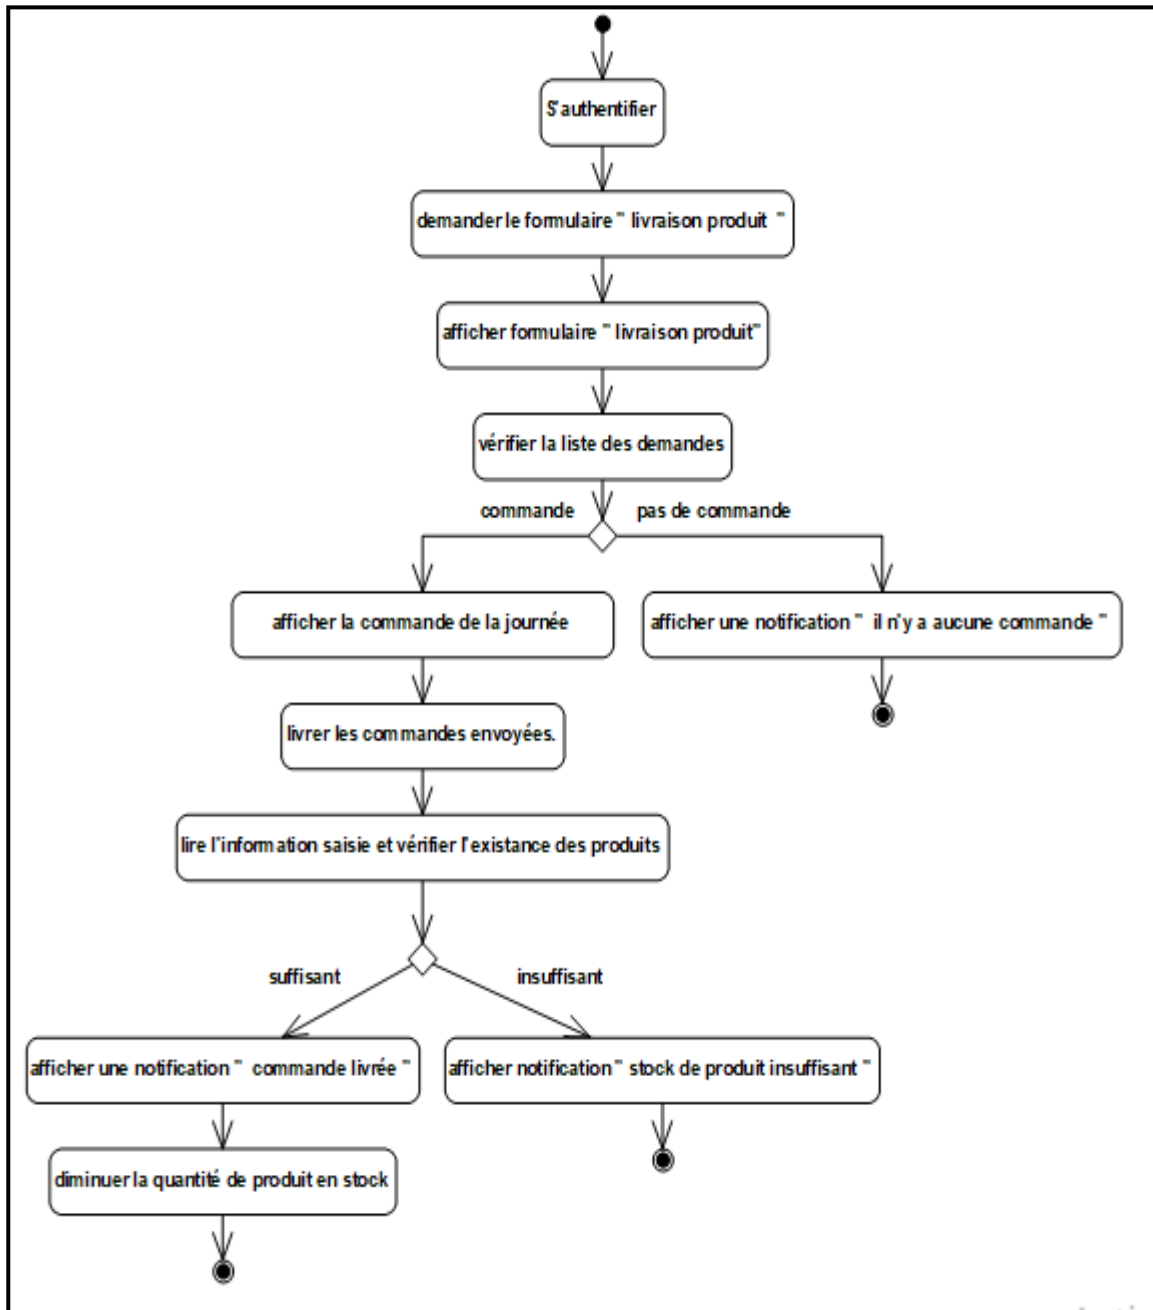 S'authentifier
demander le formulaire " livraison produit "
afficher formulaire " livraison produit"
vérifier la liste des demandes
commande
pas de commande
afficher la commande de la journée
afficher une notification " il n'y a aucune commande "
livrer les commandes envoyées.
lire l'information saisie et vérifier l'existance des produits
suffisant
insuffisant
afficher une notification " commande livrée "
afficher notification " stock de produit insuffisant "
diminuer la quantité de produit en stock